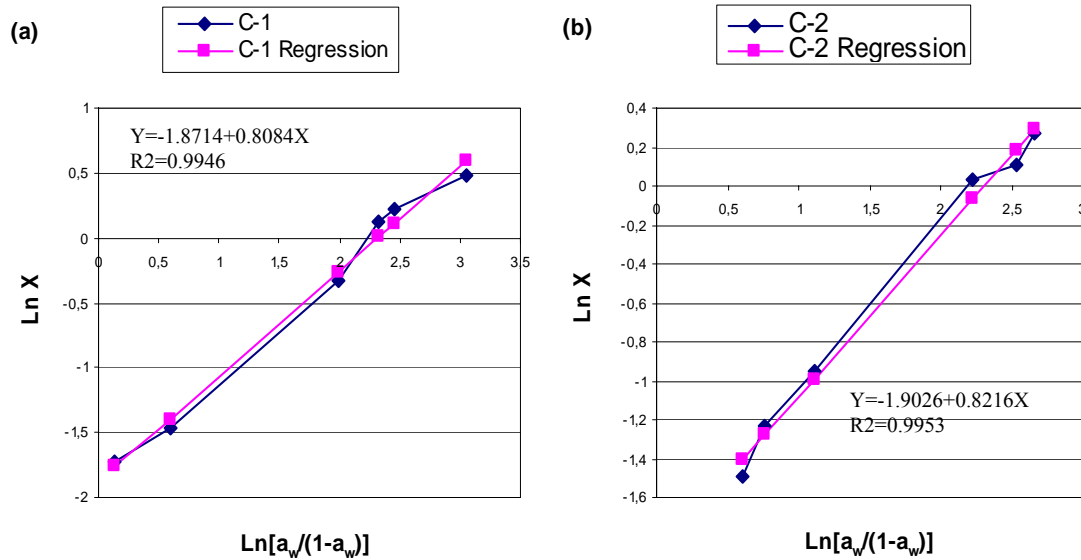 (a)
C-1
C-1 Regression
Y=-1.8714+0.8084X
R2=0.9946
1
0,5
0
-0,5
-1
-1,5
-2
0
0,5
1
1,5
2
2,5
3
3.5
Ln X
Ln[aw/(1-aw)]
(b)
C-2
C-2 Regression
0,4
0,2
0
-0,2
-0,4
-0,6
-0,8
-1
-1,2
-1,4
-1,6
0
0,5
1
1,5
2
2,5
3
Y=-1.9026+0.8216X
R2=0.9953
Ln X
Ln[aw/(1-aw)]